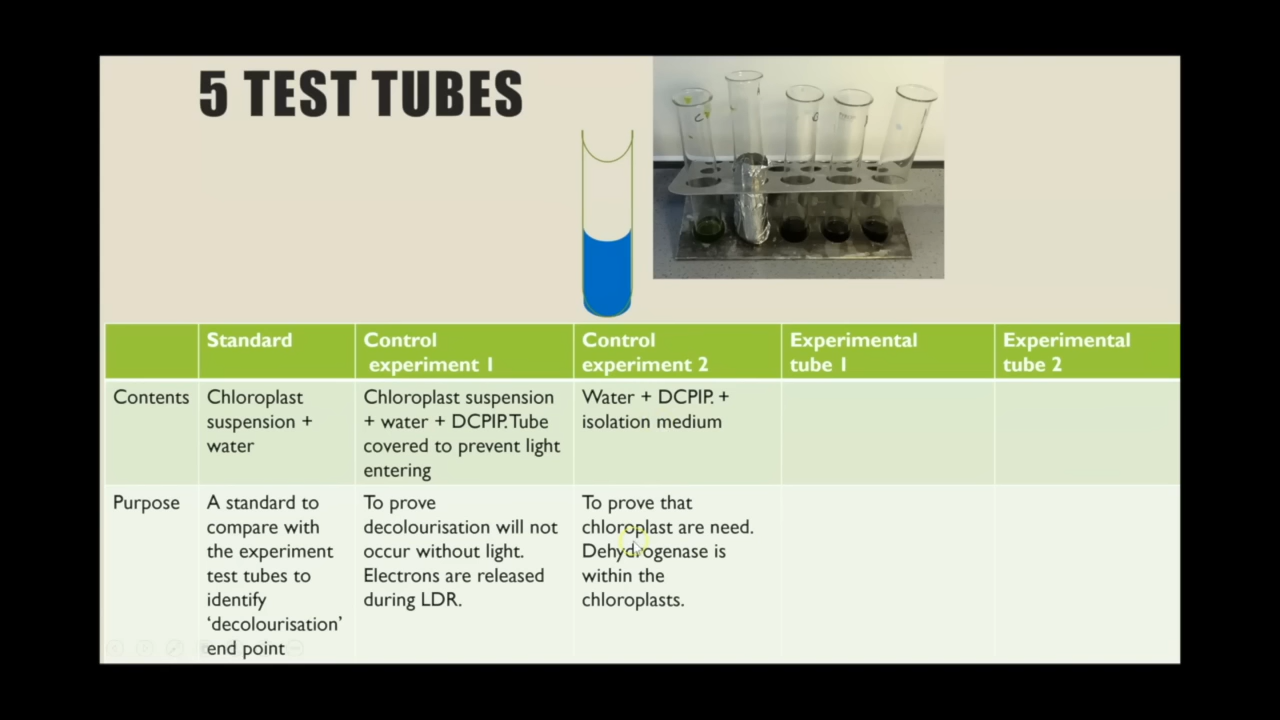 5 TEST TUBES
Standard
Control
experiment 1
Control
experiment 2
Experimental
tube 1
Experimental
tube 2
Contents
Chloroplast
suspension +
water
Chloroplast suspension
+ water + DCPIP. Tube
covered to prevent light
entering
Water + DCPIP. +
isolation medium
Purpose
A standard to
compare with
the experiment
test tubes to
identify
‘decolourisation’
end point
To prove
decolourisation will not
occur without light.
Electrons are released
during LDR.
To prove that
chloroplast are need.
Dehydrogenase is
within the
chloroplasts.